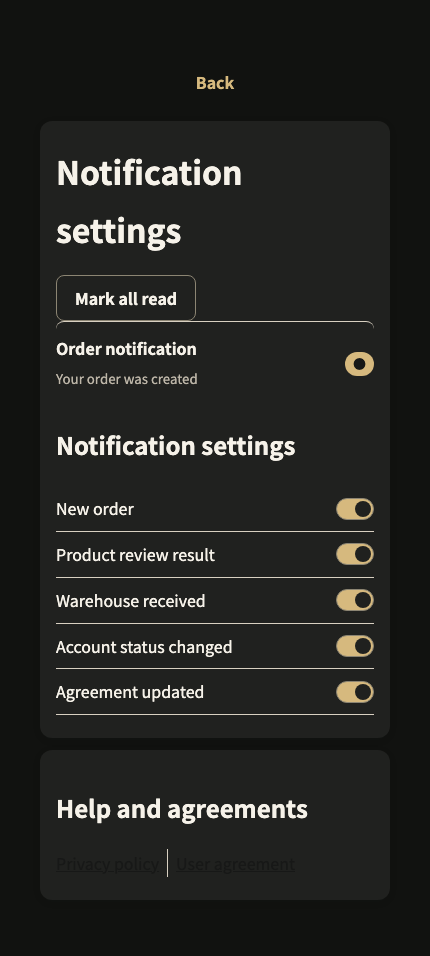 Back
Notification
settings
Mark all read
Order notification
Your order was created
Notification settings
New order
Product review result
Warehouse received
Account status changed
Agreement updated
Help and agreements
Privacy policy User agreement